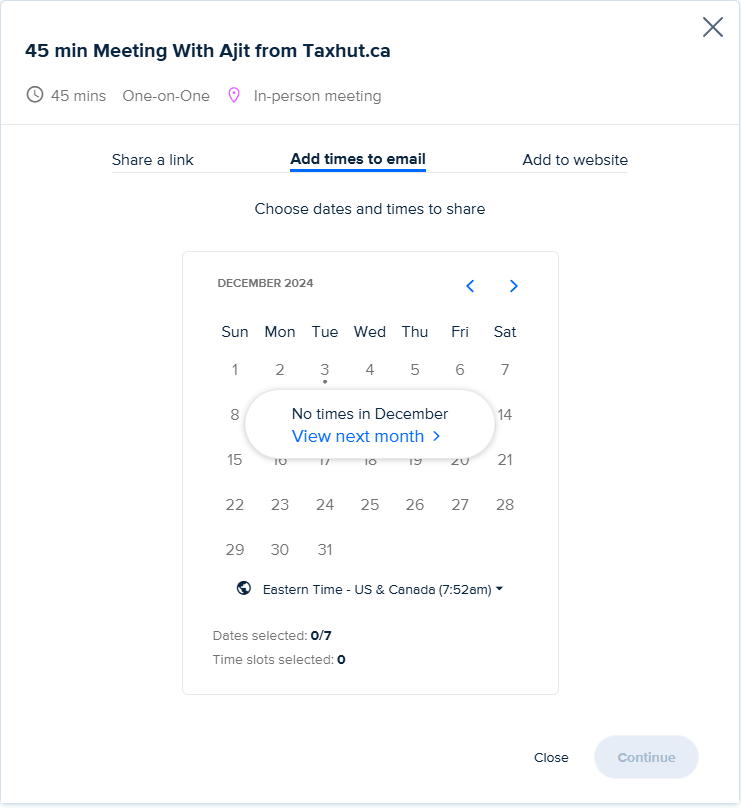 45 min Meeting With Ajit from Taxhut.ca
45 mins One-on-One In-person meeting
Share a link Add times to email Add to website
Choose dates and times to share
DECEMBER 2024
Sun Mon Tue Wed Thu Fri Sat
1 2 3 4 5 6 7
8 14
No times in December
View next month
15 16 17 18 19 20 21
22 23 24 25 26 27 28
29 30 31
Eastern Time - US & Canada (7:52am)
Dates selected: 0/7
Time slots selected: 0
Close Continue